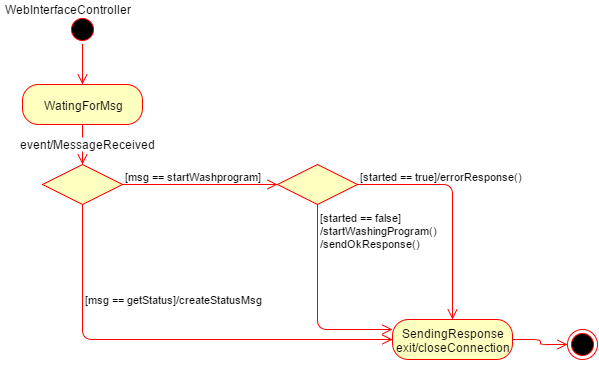 WebInterfaceController
WatingForMsg
event/MessageReceived
[msg == startWashprogram]
[started == true]/errorResponse()
[started == false]
/startWashingProgram()
/sendOkResponse()
[msg == getStatus]/createStatusMsg
SendingResponse
exit/closeConnection